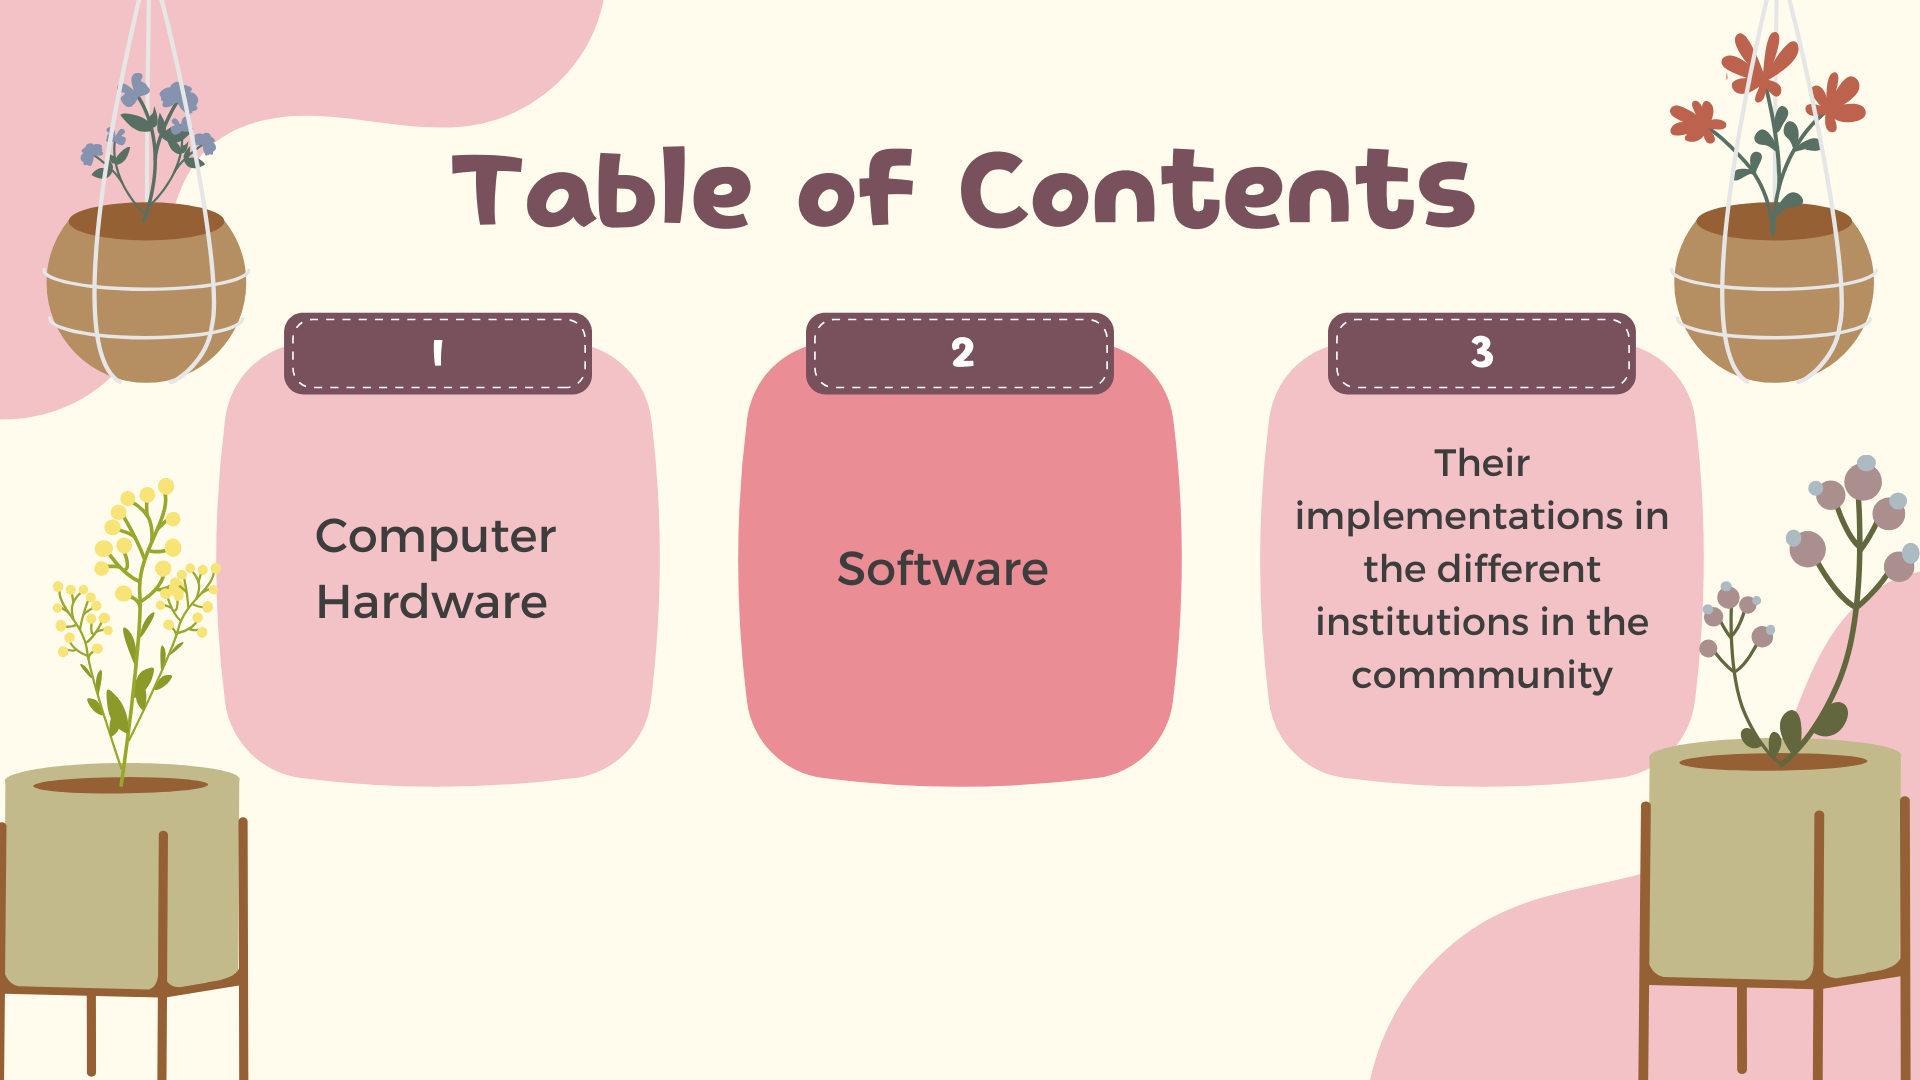 Table of Contents
1
Computer
Hardware
2
Software
3
Their
implementations in
the different
institutions in the
commmunity